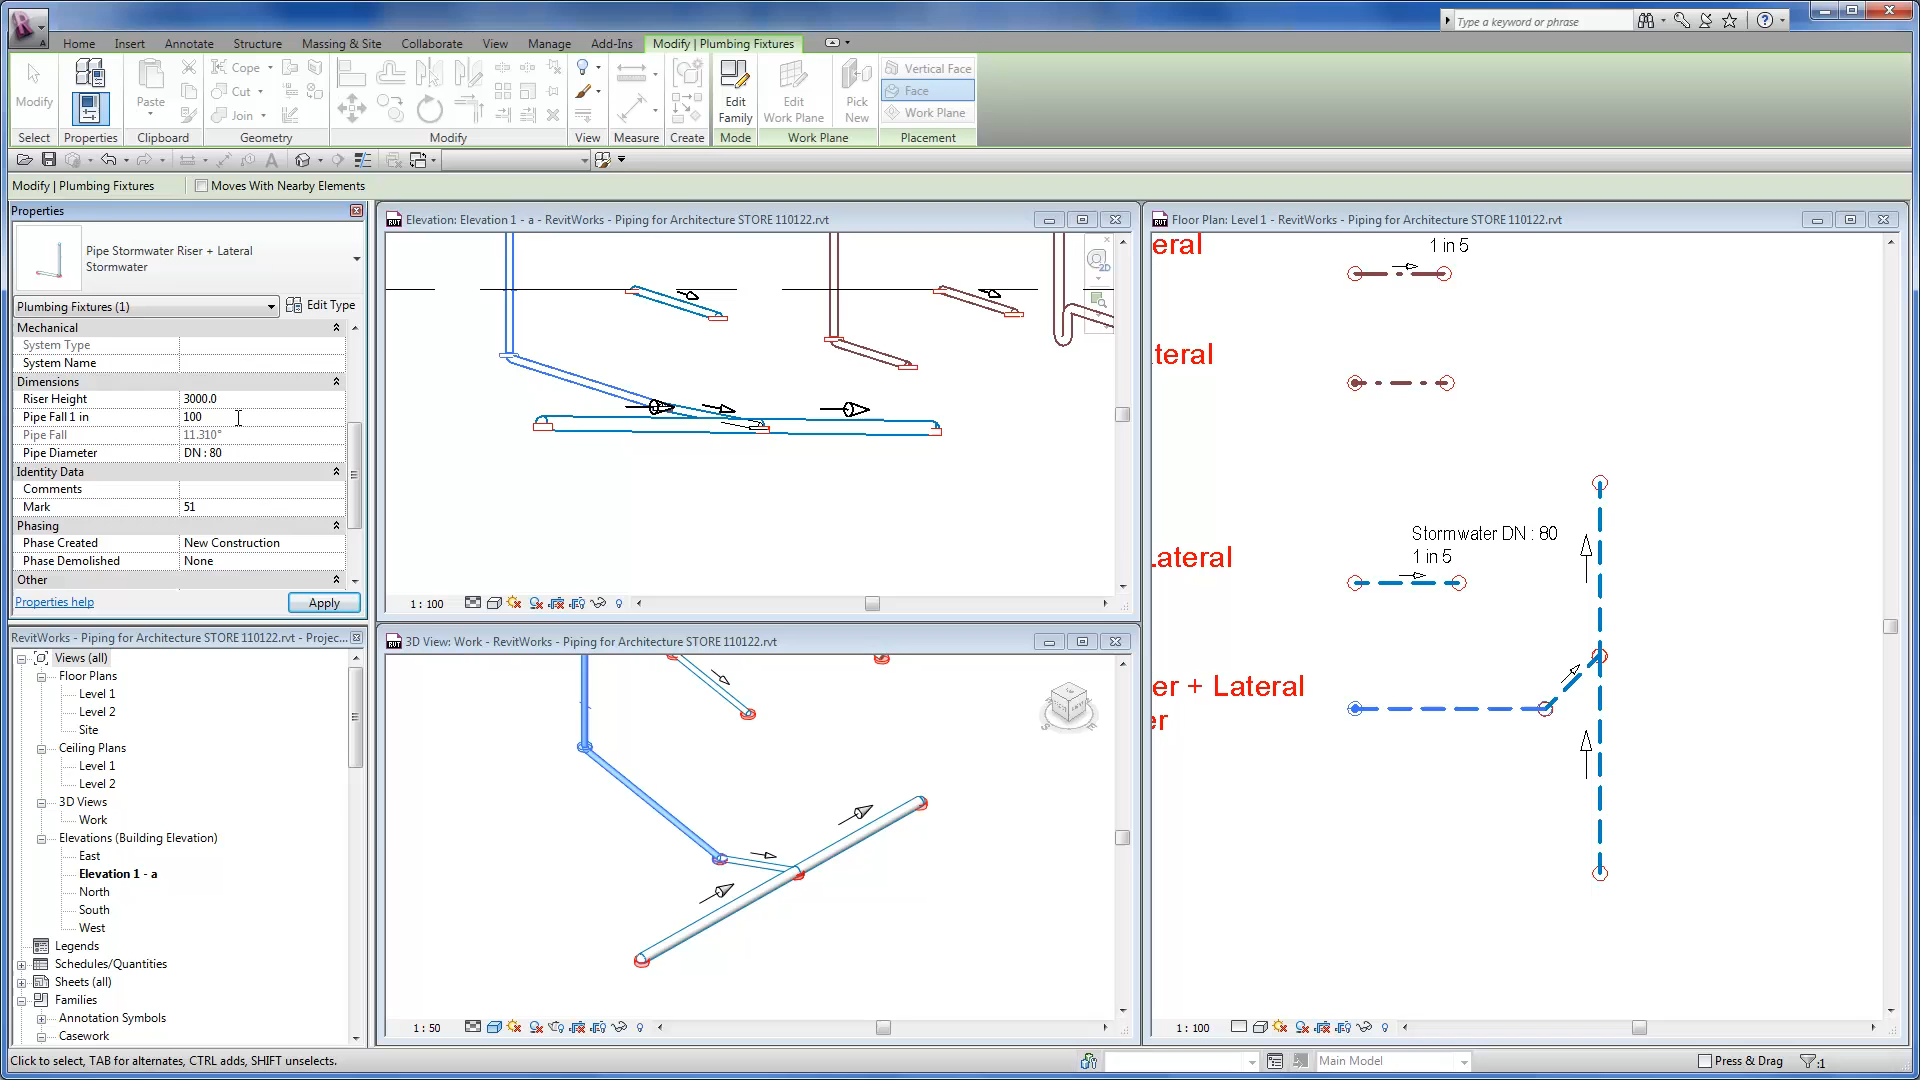 Type a keyword or phrase
Home
Insert
Annotate
Structure
Massing & Site
Collaborate
View
Manage
Add-Ins
Modify | Plumbing Fixtures
Modify
Paste
Cope
Cut
Join
Edit
Family
Edit
Work Plane
Pick
New
Vertical Face
Face
Work Plane
Select
Properties
Clipboard
Geometry
Modify
View
Measure
Create
Mode
Work Plane
Placement
Modify | Plumbing Fixtures
Moves With Nearby Elements
Properties
Pipe Stormwater Riser + Lateral
Stormwater
Plumbing Fixtures (1)
Edit Type
Mechanical
System Type
System Name
Dimensions
Riser Height 3000.0
Pipe Fall 1 in 100
Pipe Fall 11.310°
Pipe Diameter DN : 80
Identity Data
Comments
Mark 51
Phasing
Phase Created New Construction
Phase Demolished None
Other
Properties help
Apply
RevitWorks - Piping for Architecture STORE 110122.rvt - Projec...
Views (all)
Floor Plans
Level 1
Level 2
Site
Ceiling Plans
Level 1
Level 2
3D Views
Work
Elevations (Building Elevation)
East
Elevation 1 - a
North
South
West
Legends
Schedules/Quantities
Sheets (all)
Families
Annotation Symbols
Casework
Elevation: Elevation 1 - a - RevitWorks - Piping for Architecture STORE 110122.rvt
2D
1 : 100
3D View: Work - RevitWorks - Piping for Architecture STORE 110122.rvt
1 : 50
Floor Plan: Level 1 - RevitWorks - Piping for Architecture STORE 110122.rvt
eral
1 in 5
teral
Stormwater DN : 80
1 in 5
Lateral
er + Lateral
er
1 : 100
Click to select, TAB for alternates, CTRL adds, SHIFT unselects.
Main Model
Press & Drag
:1